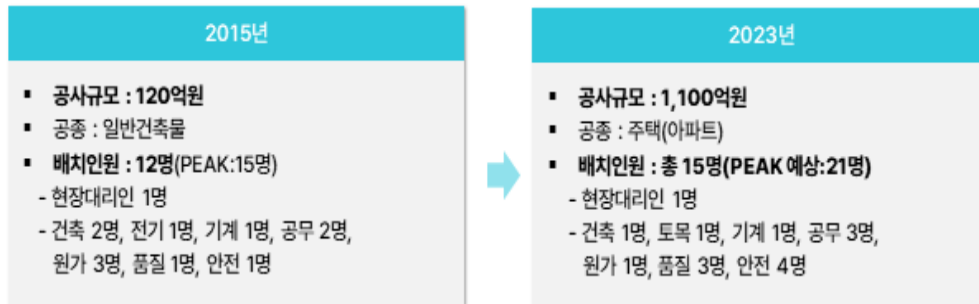 2015년
▪ 공사규모 : 120억원
▪ 공종 : 일반건축물
▪ 배치인원 : 12명(PEAK:15명)
- 현장대리인 1명
- 건축 2명, 전기 1명, 기계 1명, 공무 2명,
원가 3명, 품질 1명, 안전 1명
2023년
▪ 공사규모 : 1,100억원
▪ 공종 : 주택(아파트)
▪ 배치인원 : 총 15명(PEAK 예상:21명)
- 현장대리인 1명
- 건축 1명, 토목 1명, 기계 1명, 공무 3명,
원가 1명, 품질 3명, 안전 4명